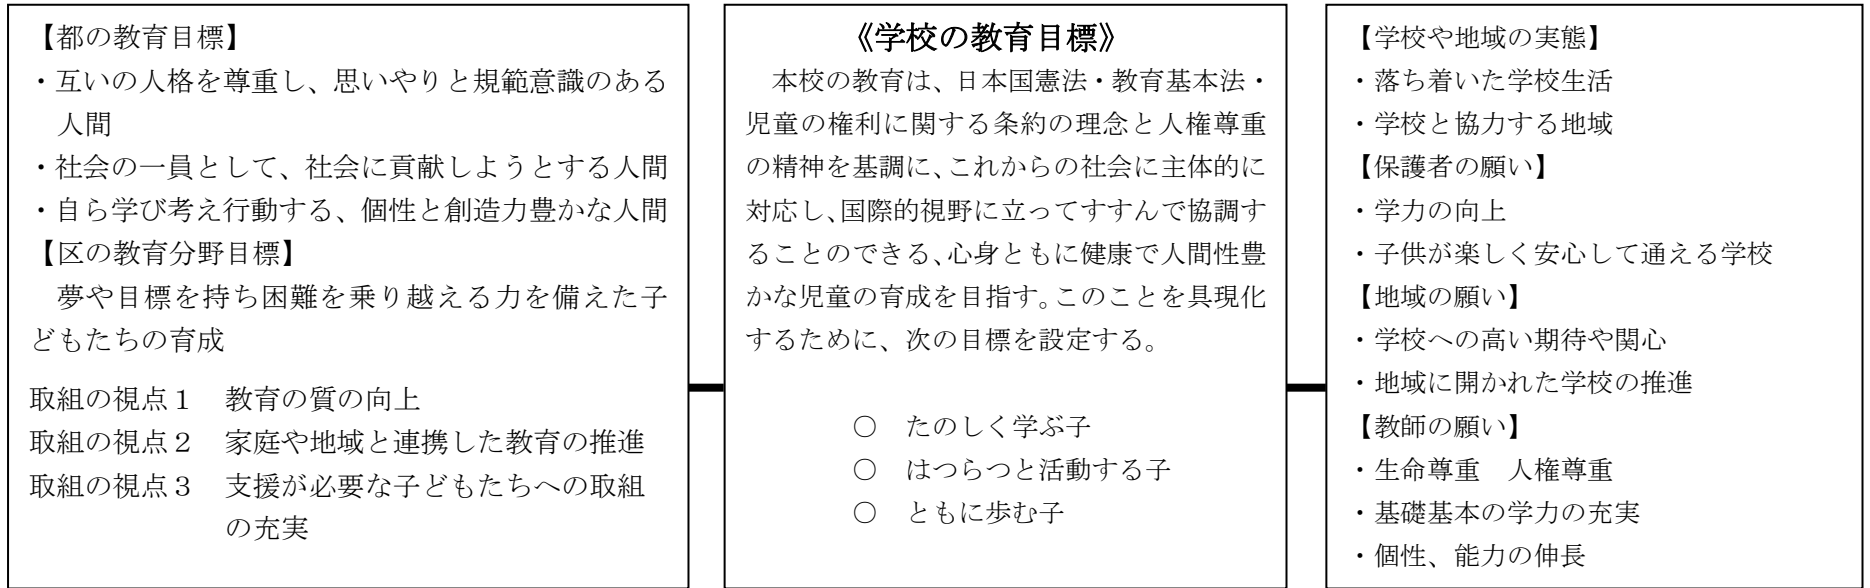 【都の教育目標】
・互いの人格を尊重し、思いやりと規範意識のある
人間
・社会の一員として、社会に貢献しようとする人間
・自ら学び考え行動する、個性と創造力豊かな人間
【区の教育分野目標】
夢や目標を持ち困難を乗り越える力を備えた子
どもたちの育成
取組の視点１　教育の質の向上
取組の視点２　家庭や地域と連携した教育の推進
取組の視点３　支援が必要な子どもたちへの取組
の充実
《学校の教育目標》
本校の教育は、日本国憲法・教育基本法・
児童の権利に関する条約の理念と人権尊重
の精神を基調に、これからの社会に主体的に
対応し、国際的視野に立ってすすんで協調す
ることのできる、心身ともに健康で人間性豊
かな児童の育成を目指す。このことを具現化
するために、次の目標を設定する。
○　たのしく学ぶ子
○　はつらつと活動する子
○　ともに歩む子
【学校や地域の実態】
・落ち着いた学校生活
・学校と協力する地域
【保護者の願い】
・学力の向上
・子供が楽しく安心して通える学校
【地域の願い】
・学校への高い期待や関心
・地域に開かれた学校の推進
【教師の願い】
・生命尊重　人権尊重
・基礎基本の学力の充実
・個性、能力の伸長